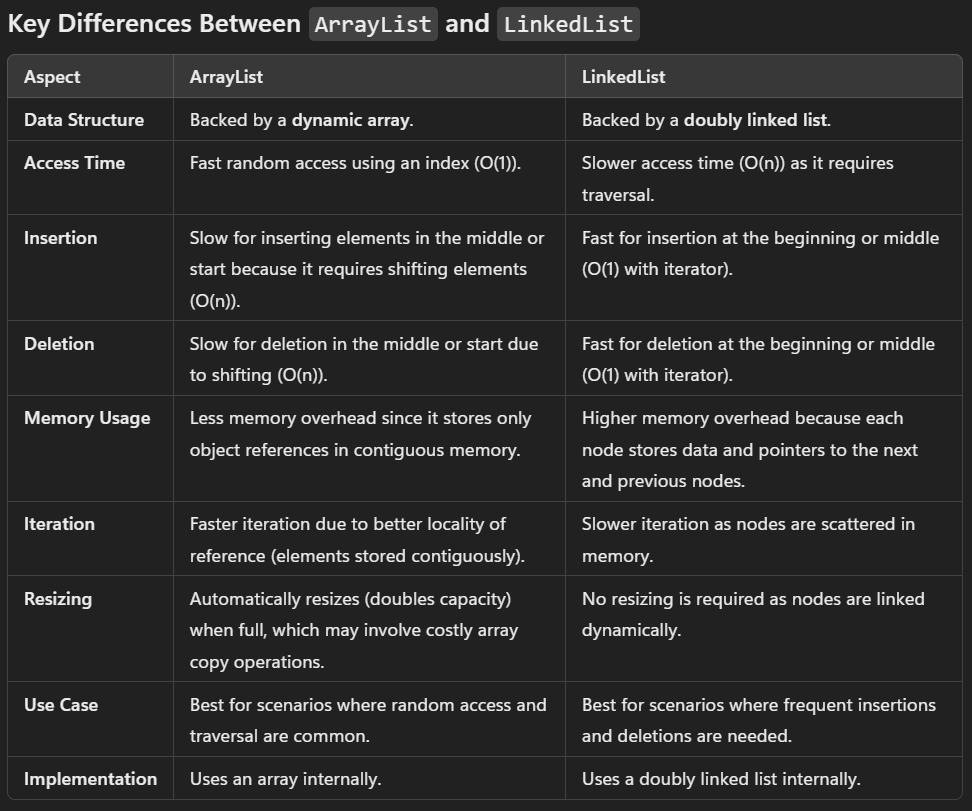 Key Differences Between ArrayList and LinkedList
Aspect ArrayList LinkedList
Data Structure Backed by a dynamic array. Backed by a doubly linked list.
Access Time Fast random access using an index (O(1)). Slower access time (O(n)) as it requires
traversal.
Insertion Slow for inserting elements in the middle or Fast for insertion at the beginning or middle
start because it requires shifting elements (O(1) with iterator).
(O(n)).
Deletion Slow for deletion in the middle or start due Fast for deletion at the beginning or middle
to shifting (O(n)). (O(1) with iterator).
Memory Usage Less memory overhead since it stores only Higher memory overhead because each
object references in contiguous memory. node stores data and pointers to the next
and previous nodes.
Iteration Faster iteration due to better locality of Slower iteration as nodes are scattered in
reference (elements stored contiguously). memory.
Resizing Automatically resizes (doubles capacity) No resizing is required as nodes are linked
when full, which may involve costly array dynamically.
copy operations.
Use Case Best for scenarios where random access and Best for scenarios where frequent insertions
traversal are common. and deletions are needed.
Implementation Uses an array internally. Uses a doubly linked list internally.